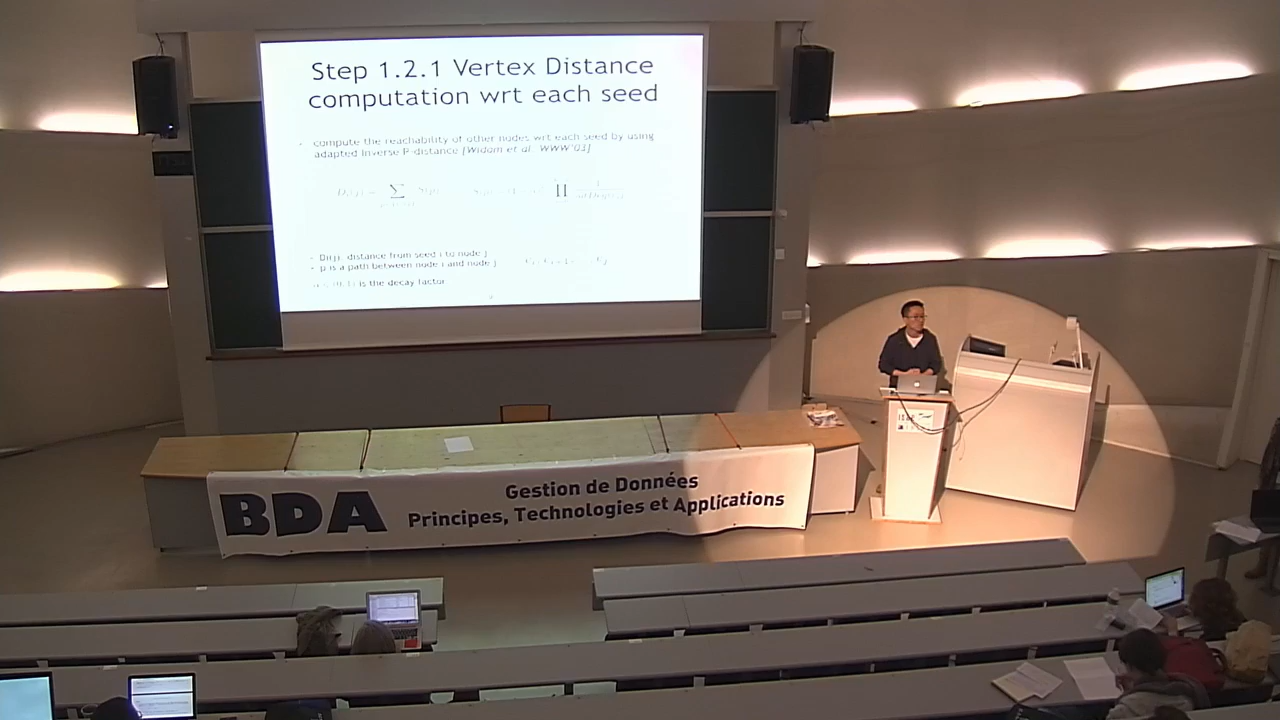 Step 1.2.1 Vertex Distance
computation wrt each seed
compute the reachability of other nodes wrt each seed by using
adapted Inverse P-distance [Widom et al. WWW'03]
∑ ∏
- Di(j): distance from seed i to node j
- p is a path between node i and node j
is the decay factor
BDA
Gestion de Données
Principes, Technologies et Applications